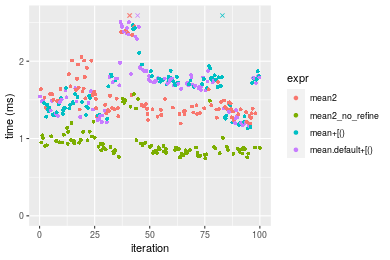 2
1
0
time (ms)
0
25
50
75
100
iteration
expr
mean2
mean2_no_refine
mean+[()
mean.default+[()